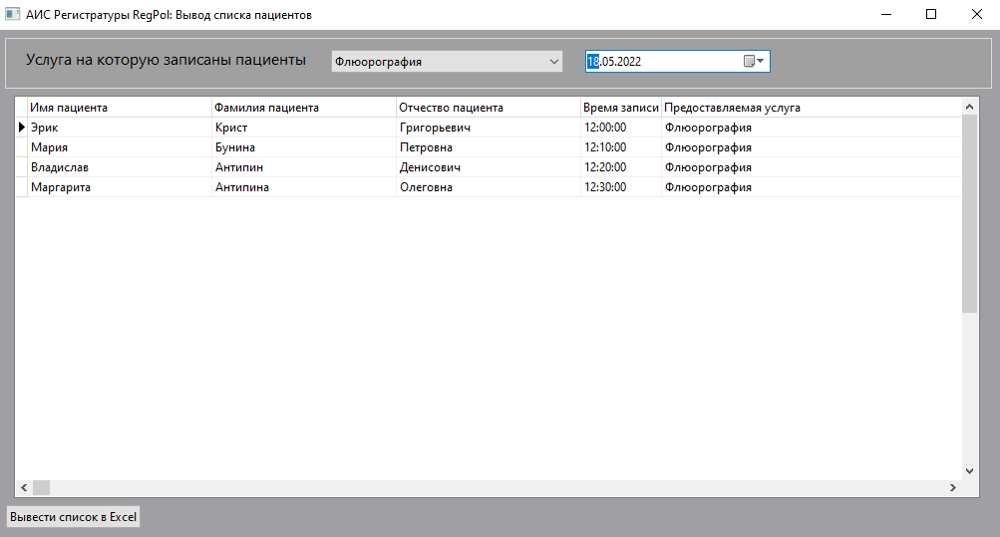 АИС Регистратуры RegPol: Вывод списка пациентов
Услуга на которую записаны пациенты Флюорография 18.05.2022
Имя пациента Фамилия пациента Отчество пациента Время записи Предоставляемая услуга
Эрик Крист Григорьевич 12:00:00 Флюорография
Мария Бунина Петровна 12:10:00 Флюорография
Владислав Антипин Денисович 12:20:00 Флюорография
Маргарита Антипина Олеговна 12:30:00 Флюорография
Вывести список в Excel